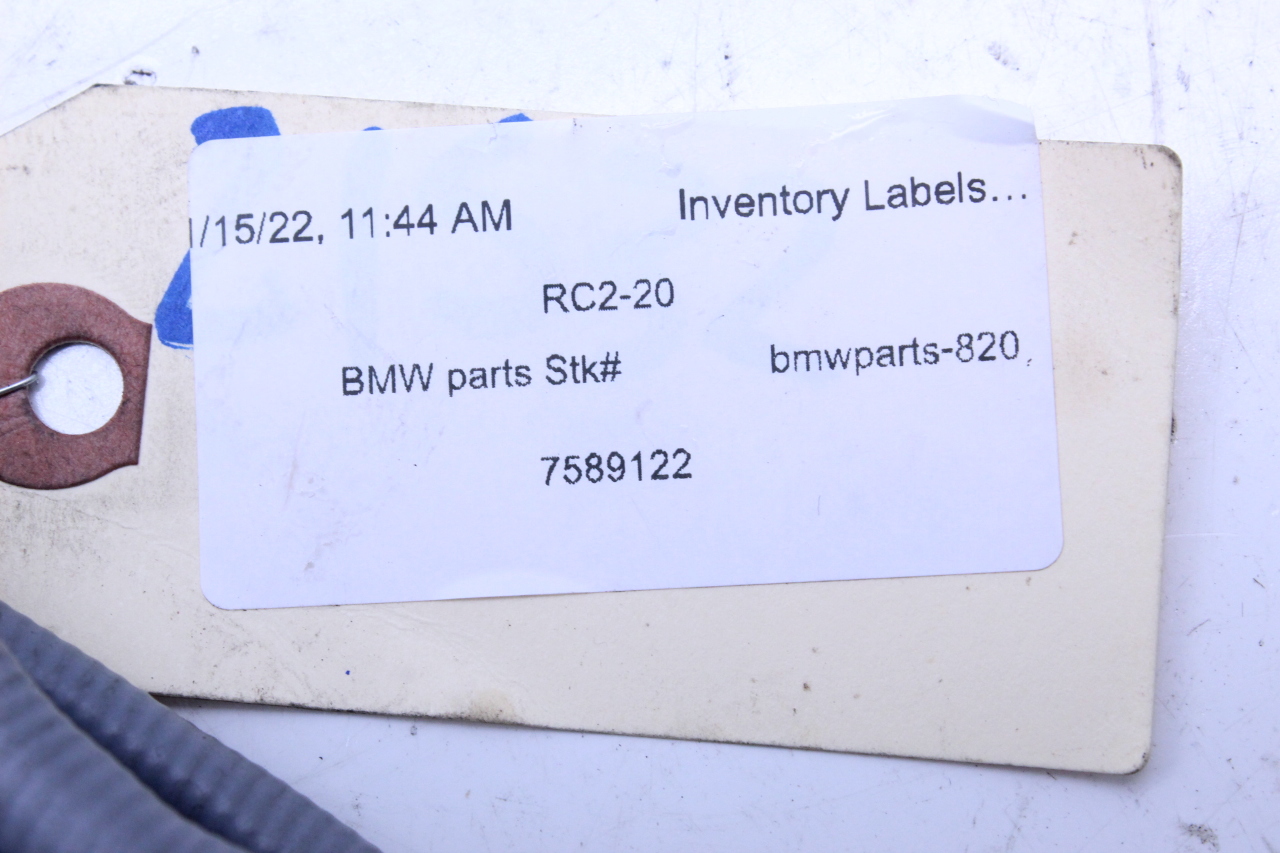 1/15/22, 11:44 AM Inventory Labels...
RC2-20
BMW parts Stk# bmwparts-820,
7589122